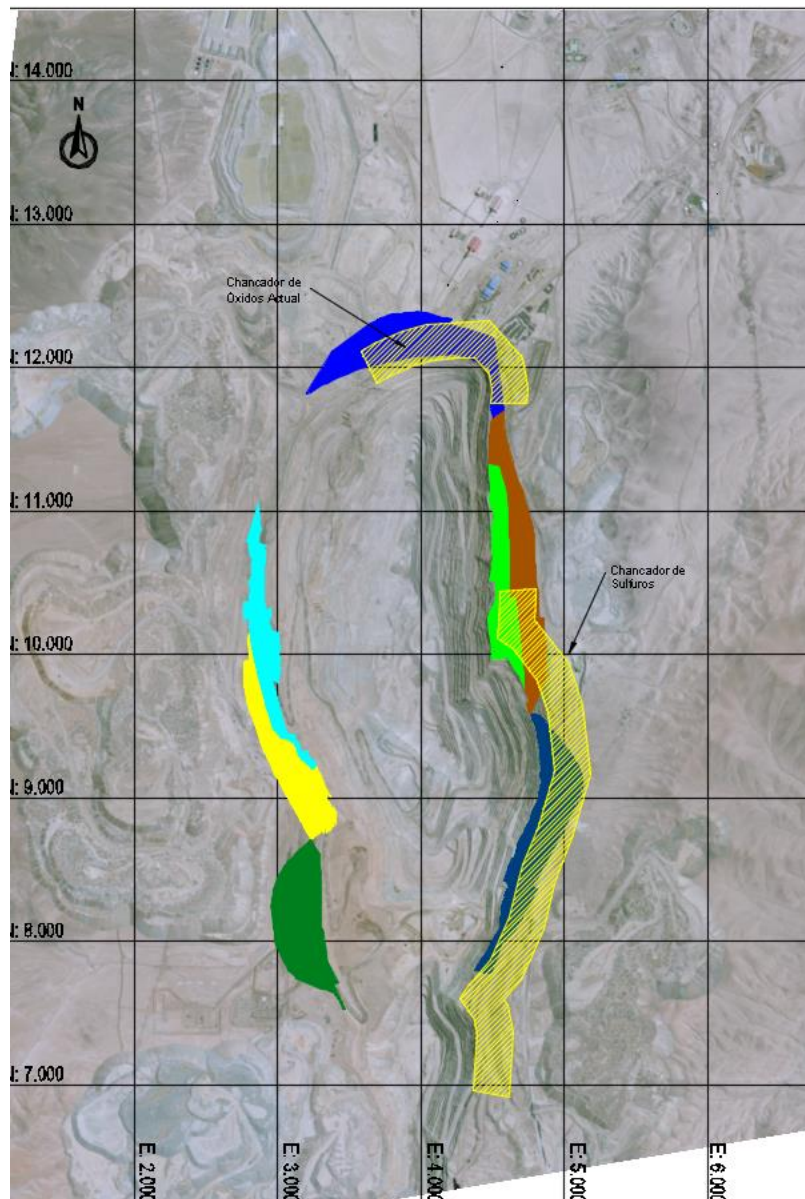 N: 14.000
N
N: 13.000
Chancador de
Óxidos Actual
N: 12.000
N: 11.000
Chancador de
Sulfuros
N: 10.000
N: 9.000
N: 8.000
N: 7.000
E: 2.000
E: 3.000
E: 4.000
E: 5.000
E: 6.000